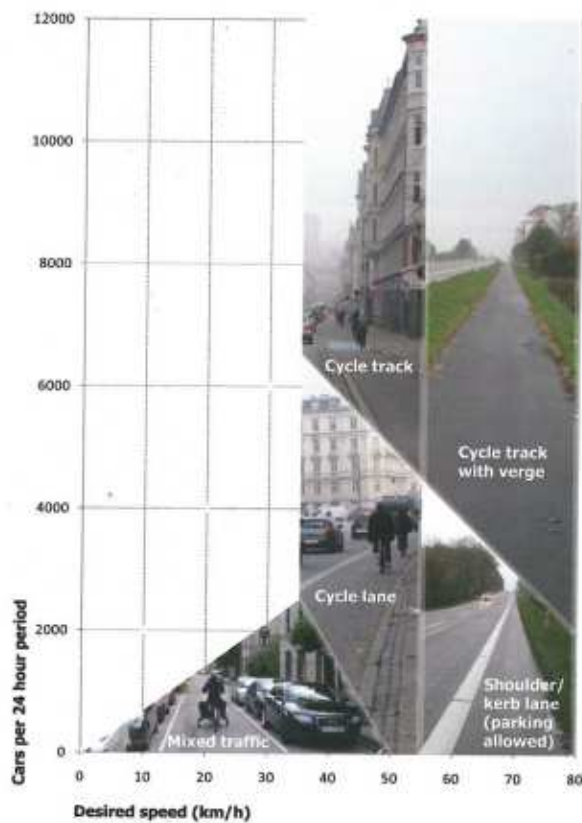 12000
10000
8000
6000
4000
2000
0
Cars per 24 hour period
Cycle track
Cycle track
with verge
Cycle lane
Shoulder/
kerb lane
(parking
allowed)
Mixed traffic
0
10
20
30
40
50
60
70
80
Desired speed (km/h)